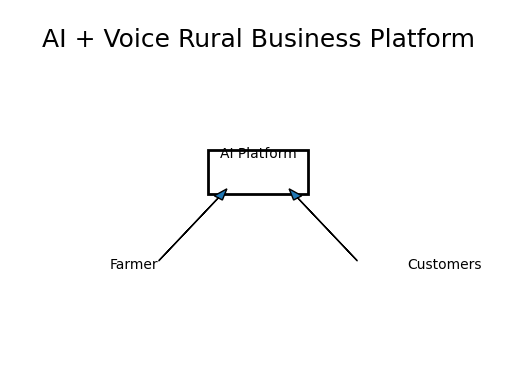 AI + Voice Rural Business Platform
AI Platform
Farmer
Customers